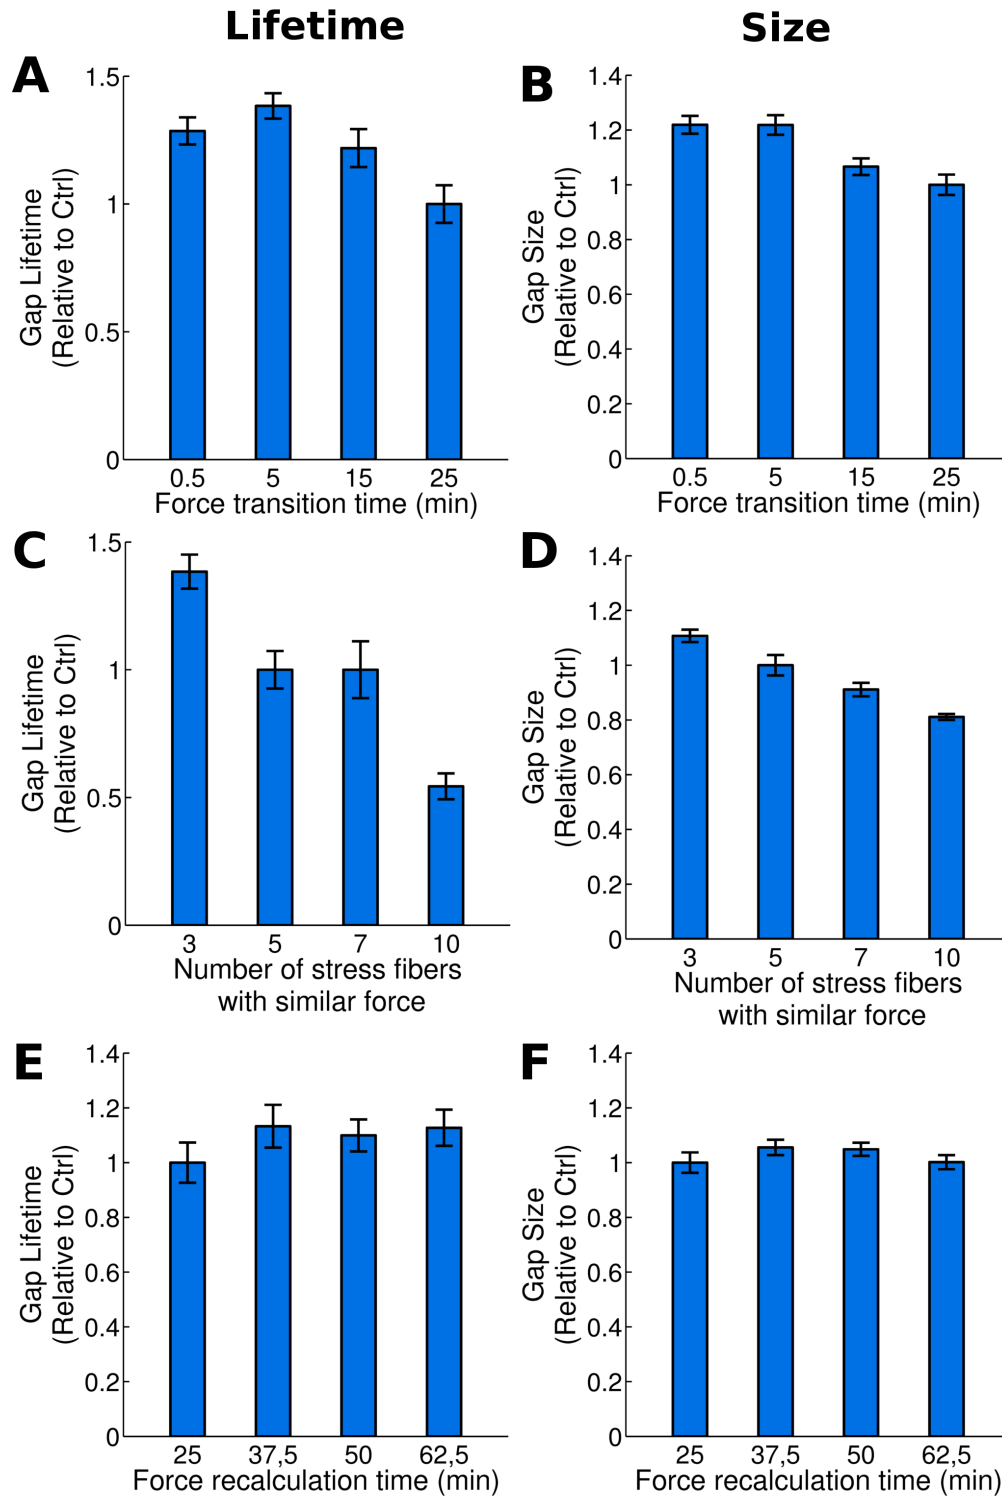 Lifetime
Size
A
1.5
1
0.5
0
Gap Lifetime
(Relative to Ctrl)
0.5 5 15 25
Force transition time (min)
B
1.4
1.2
1
0.8
0.6
0.4
0.2
0
Gap Size
(Relative to Ctrl)
0.5 5 15 25
Force transition time (min)
C
1.5
1
0.5
0
Gap Lifetime
(Relative to Ctrl)
3 5 7 10
Number of stress fibers
with similar force
D
1.4
1.2
1
0.8
0.6
0.4
0.2
0
Gap Size
(Relative to Ctrl)
3 5 7 10
Number of stress fibers
with similar force
E
1.4
1.2
1
0.8
0.6
0.4
0.2
0
Gap Lifetime
(Relative to Ctrl)
25 37,5 50 62,5
Force recalculation time (min)
F
1.4
1.2
1
0.8
0.6
0.4
0.2
0
Gap Size
(Relative to Ctrl)
25 37,5 50 62,5
Force recalculation time (min)